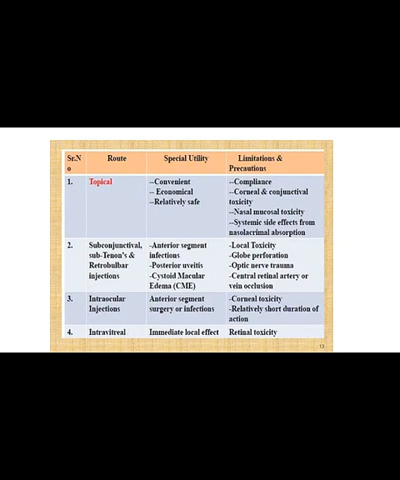 Sr.N
o
Route
Special Utility
Limitations &
Precautions
1.
Topical
--Convenient
-- Economical
--Relatively safe
--Compliance
--Corneal & conjunctival
toxicity
--Nasal mucosal toxicity
--Systemic side effects from
nasolacrimal absorption
2.
Subconjunctival,
sub-Tenon's &
Retrobulbar
injections
-Anterior segment
infections
-Posterior uveitis
-Cystoid Macular
Edema (CME)
-Local Toxicity
-Globe perforation
-Optic nerve trauma
-Central retinal artery or
vein occlusion
3.
Intraocular
Injections
Anterior segment
surgery or infections
-Corneal toxicity
-Relatively short duration of
action
4.
Intravitreal
Immediate local effect
Retinal toxicity
13